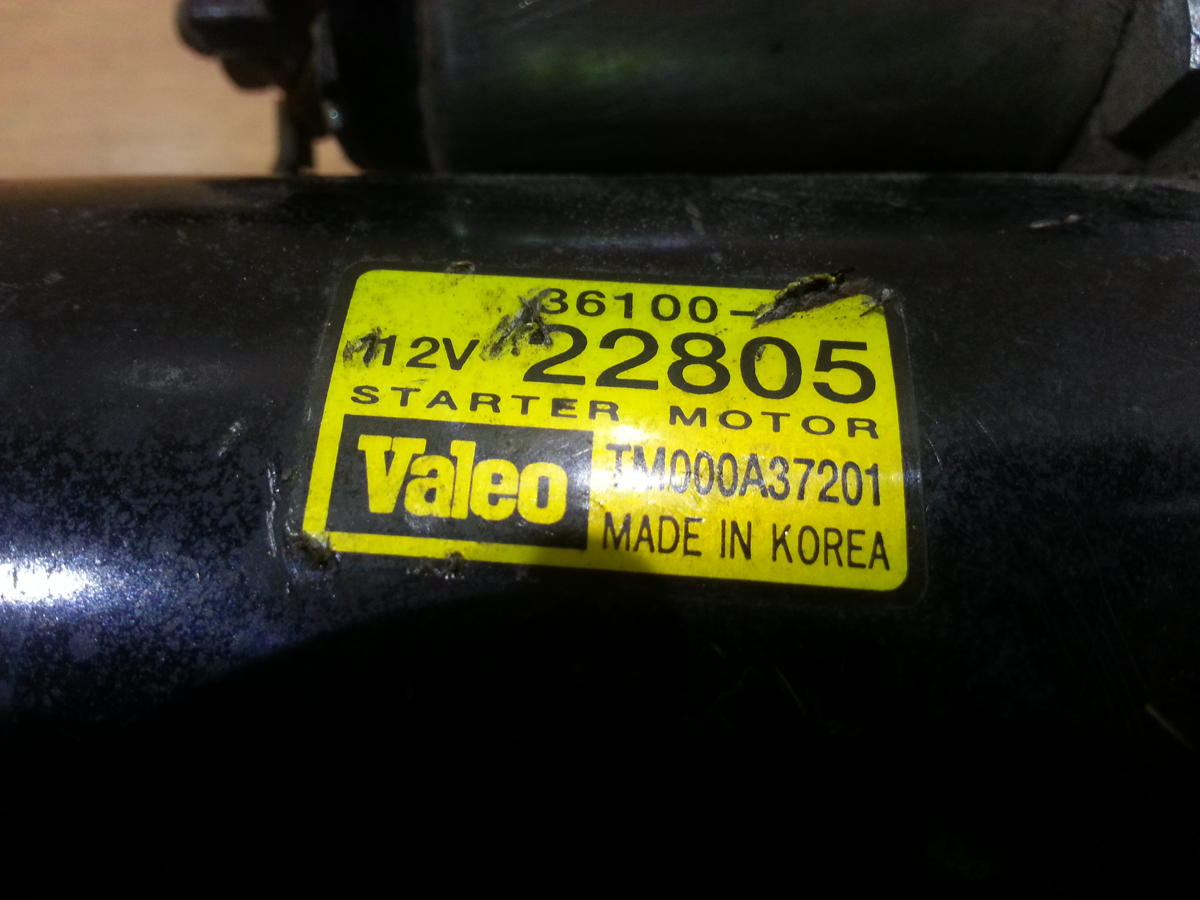 36100-
12V 22805
STARTER MOTOR
Valeo TM000A37201
MADE IN KOREA